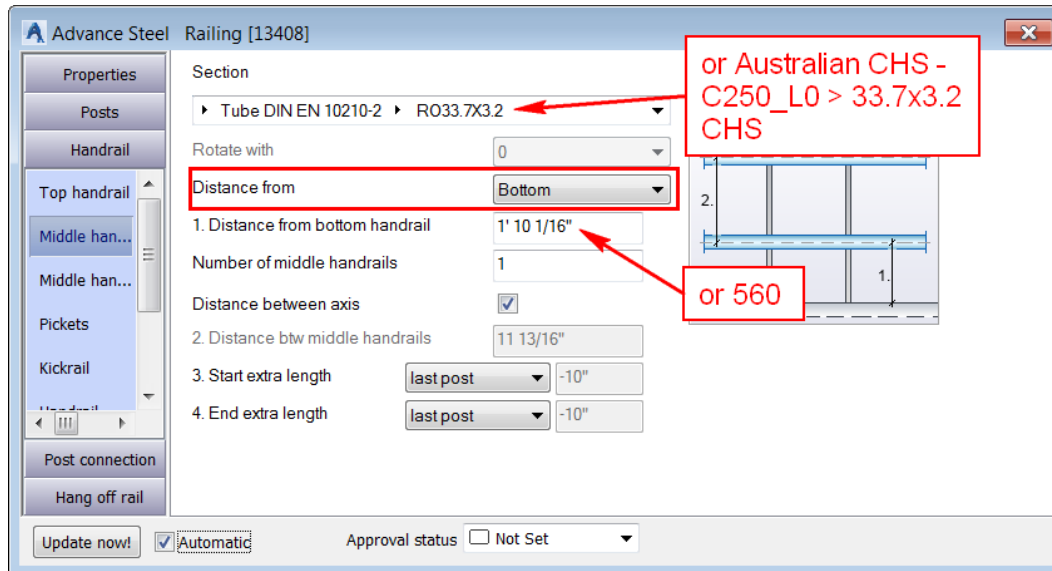 Advance Steel Railing [13408]
Properties
Posts
Handrail
Top handrail
Middle han...
Middle han...
Pickets
Kickrail
Post connection
Hang off rail
Section
Tube DIN EN 10210-2 RO33.7X3.2
Rotate with 0
Distance from Bottom
1. Distance from bottom handrail 1' 10 1/16"
Number of middle handrails 1
Distance between axis
2. Distance btw middle handrails 11 13/16"
3. Start extra length last post -10"
4. End extra length last post -10"
or Australian CHS -
C250_L0 > 33.7x3.2
CHS
2.
1.
or 560
Update now! Automatic Approval status Not Set